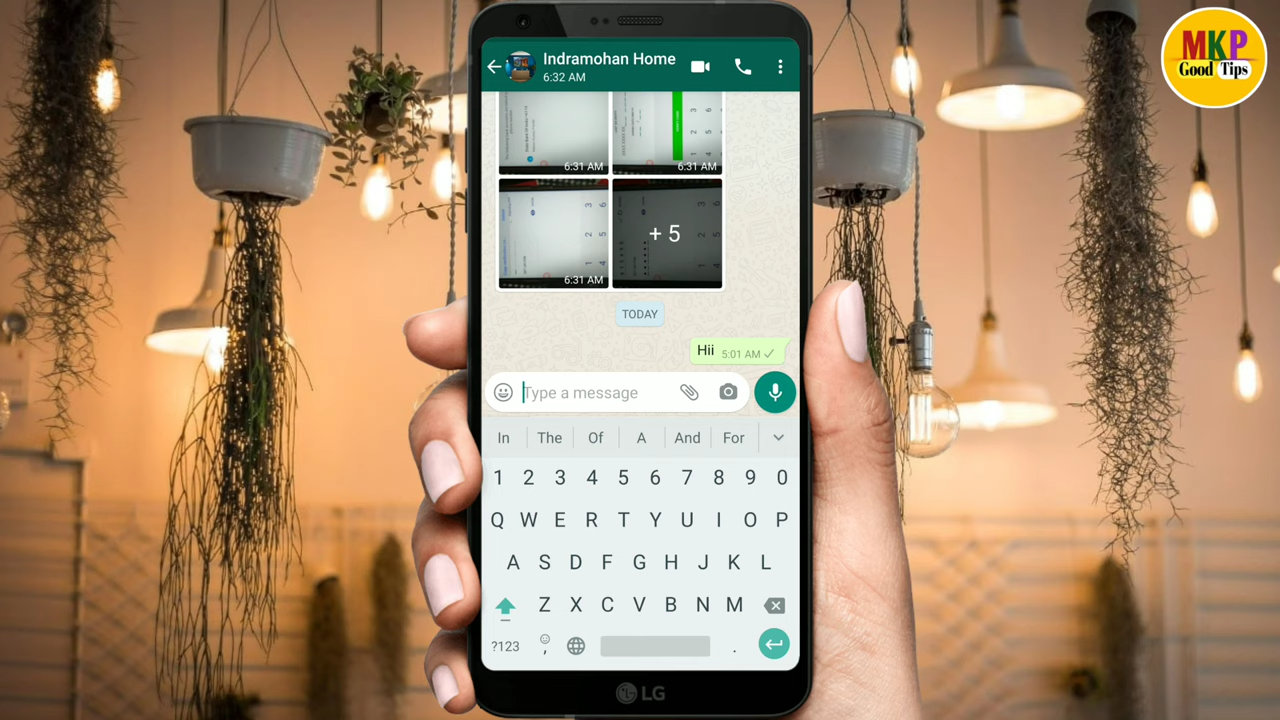 MKP
Good Tips
Indramohan Home
6:32 AM
6:31 AM
6:31 AM
6:31 AM
+ 5
TODAY
Hii 5:01 AM
Type a message
In The Of A And For
1 2 3 4 5 6 7 8 9 0
Q W E R T Y U I O P
A S D F G H J K L
Z X C V B N M
?123 , .
LG